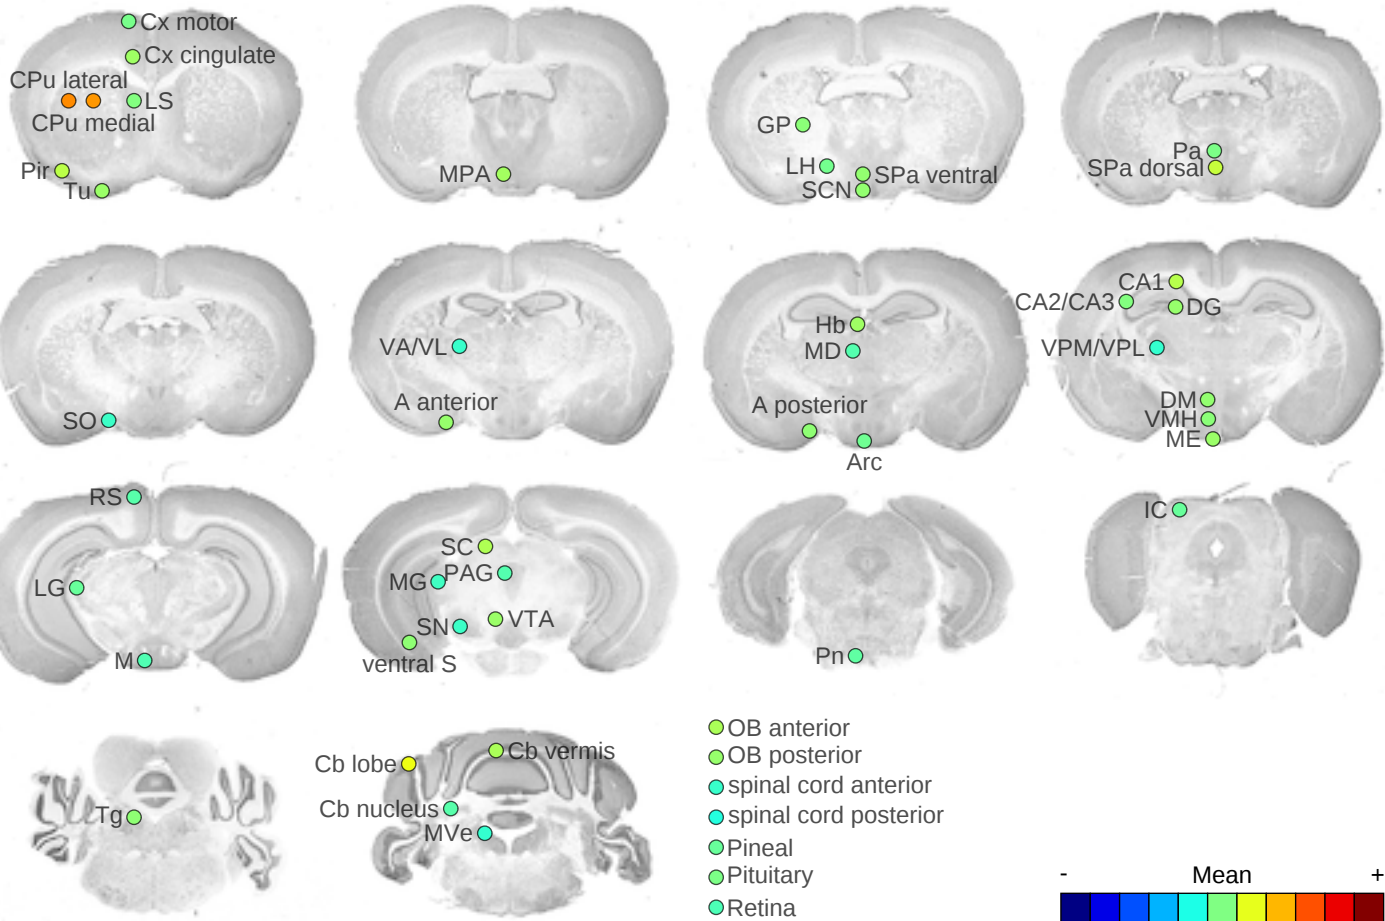 Cx motor
Cx cingulate
CPu lateral
LS
CPu medial
Pir
Tu
MPA
GP
LH
SPa ventral
SCN
Pa
SPa dorsal
SO
VA/VL
A anterior
Hb
MD
A posterior
Arc
CA1
CA2/CA3
DG
VPM/VPL
DM
VMH
ME
RS
LG
M
SC
MG
PAG
SN
VTA
ventral S
Pn
IC
Tg
Cb lobe
Cb vermis
Cb nucleus
MVe
OB anterior
OB posterior
spinal cord anterior
spinal cord posterior
Pineal
Pituitary
Retina
- Mean +